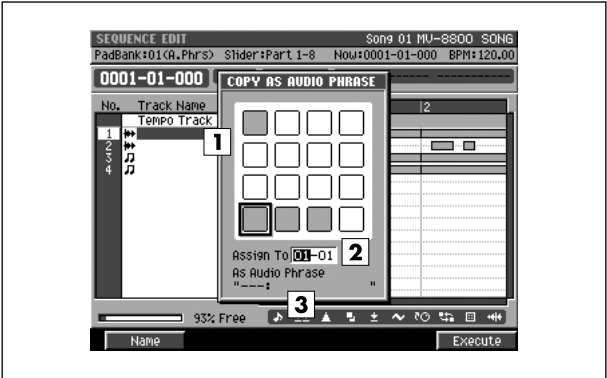 SEQUENCE EDIT Song 01 MV-8800 SONG
PadBank:01(A.Phrs) Slider:Part 1-8 Now:0001-01-000 BPM:120.00
0001-01-000
COPY AS AUDIO PHRASE
No. Track Name 2
Tempo Track
1
1
2
3
4
Assign To 01-01 2
As Audio Phrase
"---: "
3
93% Free
Name Execute